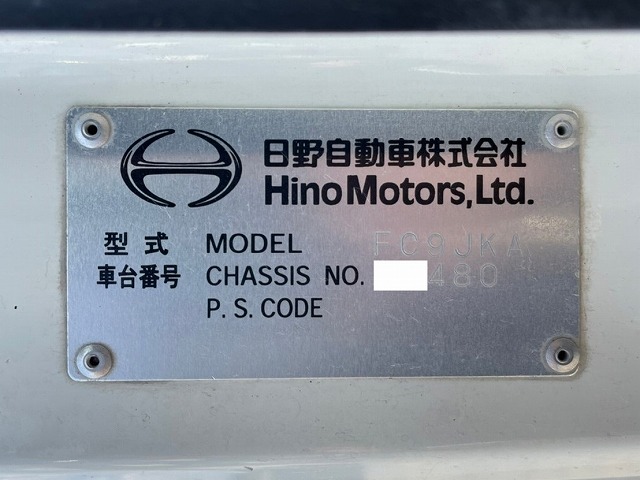 日野自動車株式会社
Hino Motors, Ltd.
型式 MODEL FC9JKA
車台番号 CHASSIS NO. 480
P.S.CODE